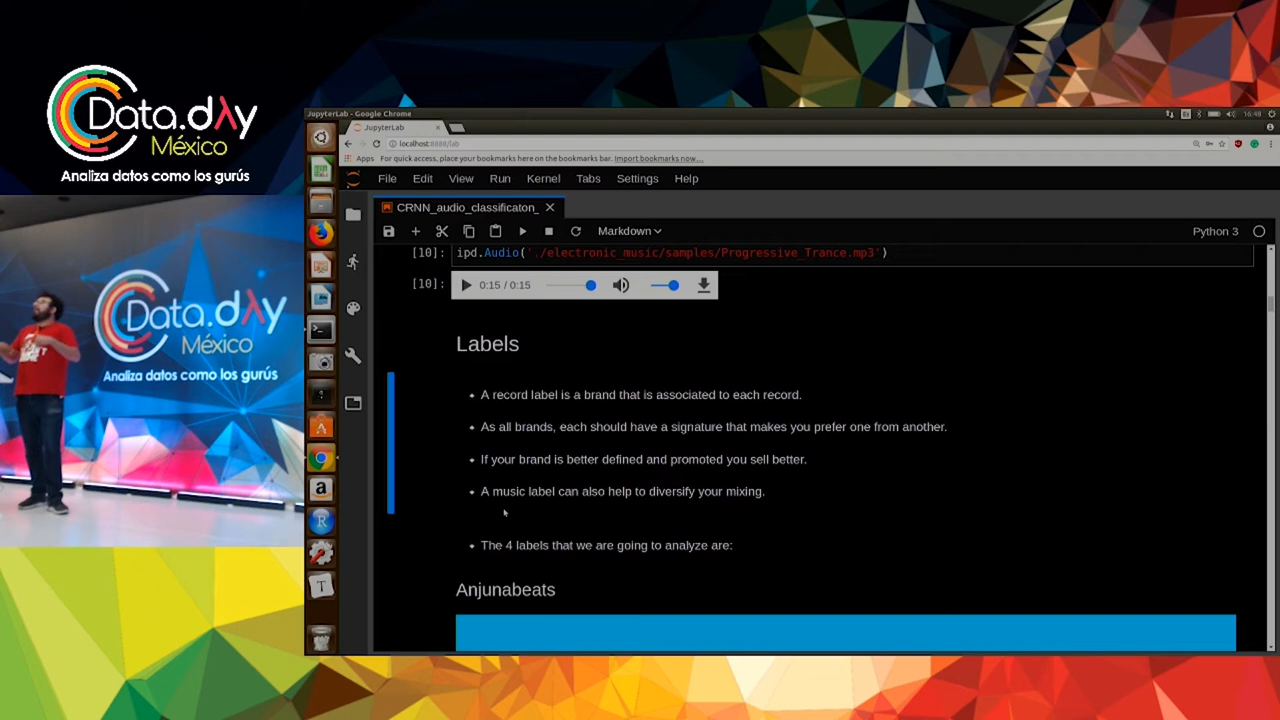 Data.dλy
México
Analiza datos como los gurús
Data.dλy
México
Analiza datos como los gurús
JupyterLab - Google Chrome
16:48
JupyterLab
localhost:8888/lab
Apps For quick access, place your bookmarks here on the bookmarks bar. Import bookmarks now...
File Edit View Run Kernel Tabs Settings Help
CRNN_audio_classificaton_
Markdown
Python 3
[10]: ipd.Audio('./electronic_music/samples/Progressive_Trance.mp3')
[10]: 0:15 / 0:15
Labels
• A record label is a brand that is associated to each record.
• As all brands, each should have a signature that makes you prefer one from another.
• If your brand is better defined and promoted you sell better.
• A music label can also help to diversify your mixing.
• The 4 labels that we are going to analyze are:
Anjunabeats